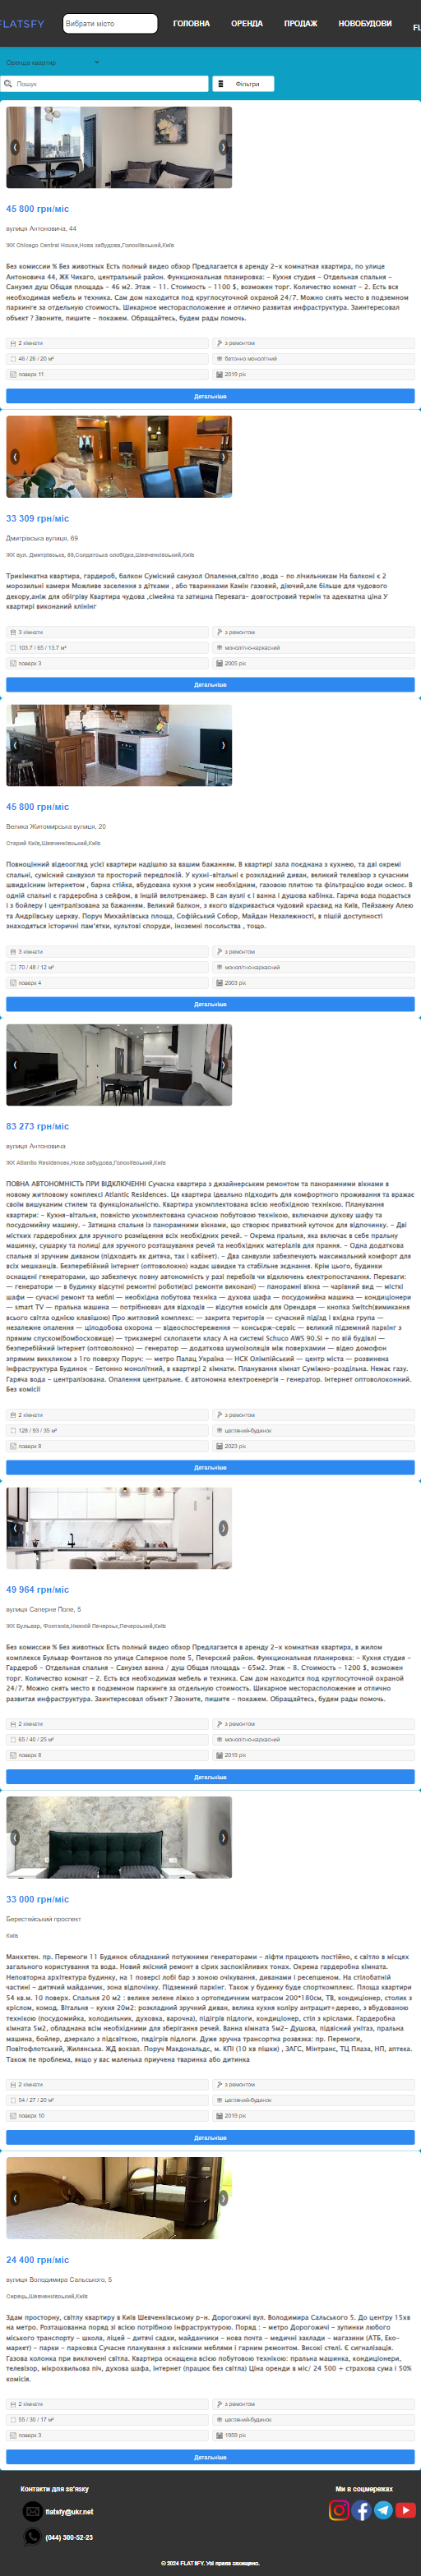 FLATSFY
Вибрати місто
ГОЛОВНА
ОРЕНДА
ПРОДАЖ
НОВОБУДОВИ
FL
Оренда квартир
Пошук
Фільтри
45 800 грн/міс
вулиця Антоновича, 44
ЖК Chicago Central House,Нова забудова,Голосіївський,Київ
Без комиссии % Без животных Есть полный видео обзор Предлагается в аренду 2-х комнатная квартира, по улице
Антоновича 44, ЖК Чикаго, центральный район. Функциональная планировка: - Кухня студия - Отдельная спальня -
Санузел душ Общая площадь - 46 м2. Этаж - 11. Стоимость - 1100 $, возможен торг. Количество комнат - 2. Есть вся
необходимая мебель и техника. Сам дом находится под круглосуточной охраной 24/7. Можно снять место в подземном
паркинге за отдельную стоимость. Шикарное месторасположение и отлично развитая инфраструктура. Заинтересовал
объект ? Звоните, пишите - покажем. Обращайтесь, будем рады помочь.
2 кімнати
з ремонтом
46 / 26 / 20 м²
бетонно монолітний
поверх 11
2019 рік
Детальніше
33 309 грн/міс
Дмитрівська вулиця, 69
ЖК вул. Дмитрівська, 69,Солдатська слобідка,Шевченківський,Київ
Трикімнатна квартира, гардероб, балкон Сумісний санузол Опалення,світло ,вода - по лічильникам На балконі є 2
морозильні камери Можливе заселення з дітками , або тваринками Камін газовий, діючий,але більше для чудового
декору,аніж для обігріву Квартира чудова ,сімейна та затишна Перевага- довгостровий термін та адекватна ціна У
квартирі виконаний клінінг
3 кімнати
з ремонтом
103.7 / 65 / 13.7 м²
монолітно-каркасний
поверх 3
2005 рік
Детальніше
45 800 грн/міс
Велика Житомирська вулиця, 20
Старий Київ,Шевченківський,Київ
Повноцінний відеоогляд усієї квартири надішлю за вашим бажанням. В квартирі зала поєднана з кухнею, та дві окремі
спальні, сумісний санвузол та просторий передпокій. У кухні-вітальні є розкладний диван, великий телевізор з сучасним
швидкісним інтернетом , барна стійка, вбудована кухня з усим необхідним, газовою плитою та фільтрацією води осмос. В
одній спальні є гардеробна з сейфом, в іншій велотренажер. В сан вузлі є і ванна і душова кабінка. Гаряча вода подається
і з бойлеру і централізована за бажанням. Великий балкон, з якого відкривається чудовий краєвид на Київ, Пейзажну Алею
та Андріївську церкву. Поруч Михайлівська площа, Софійський Собор, Майдан Незалежності, в пішій доступності
знаходяться історичні пам'ятки, культові споруди, іноземні посольства , тощо.
3 кімнати
з ремонтом
70 / 48 / 12 м²
монолітно-каркасний
поверх 4
2003 рік
Детальніше
83 273 грн/міс
вулиця Антоновича
ЖК Atlantic Residences,Нова забудова,Голосіївський,Київ
ПОВНА АВТОНОМНІСТЬ ПРИ ВІДКЛЮЧЕННІ Сучасна квартира з дизайнерським ремонтом та панорамними вікнами в
новому житловому комплексі Atlantic Residences. Ця квартира ідеально підходить для комфортного проживання та вражає
своїм вишуканим стилем та функціональністю. Квартира укомплектована всією необхідною технікою. Планування
квартири: - Кухня-вітальня, повністю укомплектована сучасною побутовою технікою, включаючи духову шафу та
посудомийну машину. - Затишна спальня із панорамними вікнами, що створює приватний куточок для відпочинку. - Дві
містких гардеробних для зручного розміщення всіх необхідних речей. - Окрема пральня, яка включає в себе пральну
машинку, сушарку та полиці для зручного розташування речей та необхідних матеріалів для прання. - Одна додаткова
спальня зі зручним диваном (підходить як дитяча, так і кабінет). - Два санвузли забезпечують максимальний комфорт для
всіх мешканців. Безперебійний інтернет (оптоволокно) надає швидке та стабільне зєднання. Крім цього, будинки
оснащені генераторами, що забезпечує повну автономність у разі перебоїв чи відключень електропостачання. Переваги:
— генератори — в будинку відсутні ремонтні роботи(всі ремонти виконані) — панорамні вікна — чарівний вид — місткі
шафи — сучасні ремонт та меблі — необхідна побутова техніка — духова шафа — посудомийна машина — кондиціонери
— smart TV — пральна машина — потрібнював для відходів — відсутня комісія для Орендаря — кнопка Switch(вимикання
всього світла однією клавішою) Про житловий комплекс: — закрита територія — сучасний підїзд і вхідна група —
незалежне опалення — цілодобова охорона — відеоспостереження — консьєрж-сервіс — великий підземний паркінг з
прямим спуском(бомбосховище) — трикамерні склопакети класу А на системі Schuco AWS 90.SI + по всій будівлі —
безперебійний інтернет (оптоволокно) — генератор — додаткова шумоізоляція між поверхами — відео домофон
зпрямим викликом з 1го поверху Поруч: — метро Палац Україна — НСК Олімпійський — центр міста — розвинена
інфраструктура Будинок - Бетонно монолітний, в квартирі 2 кімнати. Планування кімнат Суміжно-роздільна. Немає газу.
Гаряча вода - централізована. Опалення центральне. Є автономна електроенергія - генератор. Інтернет оптоволоконний.
Без комісії
2 кімнати
з ремонтом
128 / 93 / 35 м²
цегляний-будинок
поверх 8
2023 рік
Детальніше
49 964 грн/міс
вулиця Саперне Поле, 5
ЖК Бульвар Фонтанів,Нижній Печерськ,Печерський,Київ
Без комиссии % Без животных Есть полный видео обзор Предлагается в аренду 2-х комнатная квартира, в жилом
комплексе Бульвар Фонтанов по улице Саперное поле 5, Печерский район. Функциональная планировка: - Кухня студия -
Гардероб - Отдельная спальня - Санузел ванна / душ Общая площадь - 65м2. Этаж - 8. Стоимость - 1200 $, возможен
торг. Количество комнат - 2. Есть вся необходимая мебель и техника. Сам дом находится под круглосуточной охраной
24/7. Можно снять место в подземном паркинге за отдельную стоимость. Шикарное месторасположение и отлично
развитая инфраструктура. Заинтересовал объект ? Звоните, пишите - покажем. Обращайтесь, будем рады помочь.
2 кімнати
з ремонтом
65 / 40 / 25 м²
монолітно-каркасний
поверх 8
2019 рік
Детальніше
33 000 грн/міс
Берестейський проспект
Київ
Манхетен. пр. Перемоги 11 Будинок обладнаний потужними генераторами - ліфти працюють постійно, є світло в місцях
загального користування та вода. Новий якісний ремонт в сірих заспокійливих тонах. Окрема гардеробна кімната.
Неповторна архітектура будинку, на 1 поверсі лобі бар з зоною очікування, диванами і ресепшеном. На стілобатній
частині - дитячий майданчик, зона відпочінку. Підземний паркінг. Також у будинку буде спорткомплекс. Площа квартири
54 кв.м. 10 поверх. Спальня 20 м2 : велике зелене ліжко з ортопедичним матрасом 200*180см, ТВ, кондиціонер, столик з
кріслом, комод. Вітальня - кухня 20м2: розкладний зручний диван, велика кухня коліру антрацит+дерево, з вбудованою
технікою (посудомийка, холодильник, духовка, варочна), підігрів підлоги, кондиціонер, стіл з кріслами. Гардеробна
кімната 5м2, обладнана всім необхідними для зберігання речей. Ванна кімната 5м2- Душова, підвісний унітаз, пральна
машина, бойлер, дзеркало з підсвіткою, підігрів підлоги. Дуже зручна трансортна розвязка: пр. Перемоги,
Повітофлотський, Жилянська. ЖД вокзал. Поруч Макдональдс, м. КПІ (10 хв пішки) , ЗАГС, Мінтранс, ТЦ Плаза, НП, аптека.
Також не проблема, якщо у вас маленька приучена тваринка або дитинка
2 кімнати
з ремонтом
54 / 27 / 20 м²
цегляний-будинок
поверх 10
2019 рік
Детальніше
24 400 грн/міс
вулиця Володимира Сальського, 5
Сирець,Шевченківський,Київ
Здам просторну, світлу квартиру в Київ Шевченківському р-н. Дорогожичі вул. Володимира Сальського 5. До центру 15хв
на метро. Розташована поряд зі всією потрібною інфраструктурою. Поряд : - метро Дорогожичі - зупинки любого
міського транспорту - школа, ліцей - дитячі садки, майданчики - нова почта - медичні заклади - магазини (АТБ, Еко-
маркет) - парки - парковка Сучасне планування з якісними меблями і гарним ремонтом. Високі стелі. Є сигналізація.
Газова колонка при виключені світла. Квартира оснащена всією побутовою технікою: пральна машинка, кондиціонери,
телевізор, мікрохвильова піч, духова шафа, інтернет (працює без світла) Ціна оренди в міс/ 24 500 + страхова сума і 50%
комісія.
2 кімнати
з ремонтом
55 / 30 / 17 м²
цегляний-будинок
поверх 3
1959 рік
Детальніше
Контакти для зв'язку
Ми в соцмережах
flatsfy@ukr.net
(044) 300-52-23
© 2024 FLATSFY. Усі права захищено.